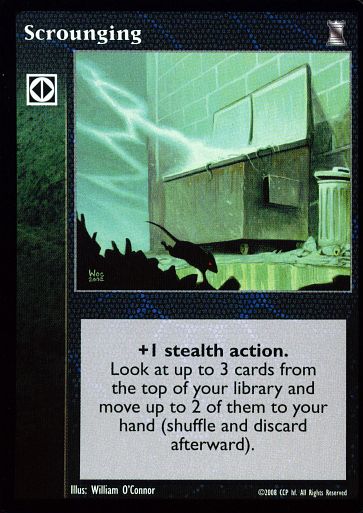 Scrounging
Woc
2002
+1 stealth action.
Look at up to 3 cards from
the top of your library and
move up to 2 of them to your
hand (shuffle and discard
afterward).
Illus: William O'Connor
©2008 CCP hf. All Rights Reserved